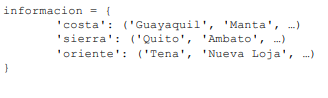 informacion = {
'costa': ('Guayaquil', 'Manta', …)
'sierra': ('Quito', 'Ambato', …)
'oriente': ('Tena', 'Nueva Loja', …)
}